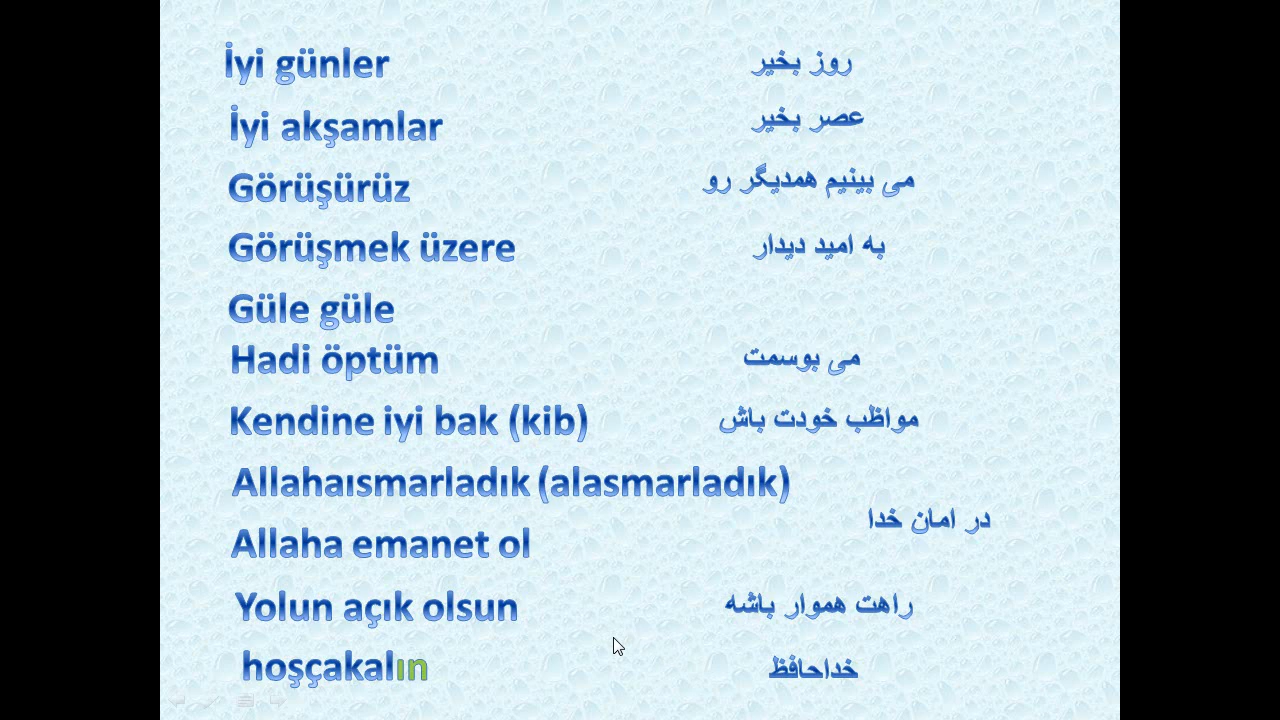 İyi günler روز بخیر
İyi akşamlar عصر بخیر
Görüşürüz می بینیم همدیگر رو
Görüşmek üzere به امید دیدار
Güle güle
Hadi öptüm می بوسمت
Kendine iyi bak (kib) مواظب خودت باش
Allahaısmarladık (alasmarladık)
در امان خدا
Allaha emanet ol
Yolun açık olsun راهت هموار باشه
hoşçakalın خداحافظ